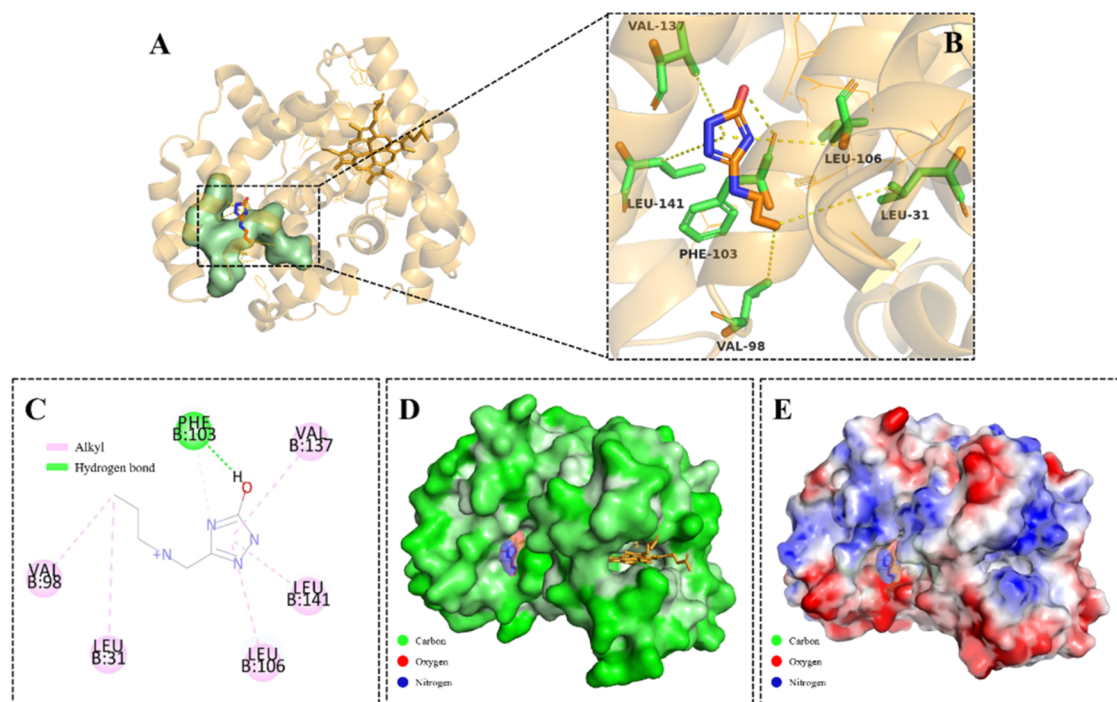 A
B
VAL-137
LEU-106
LEU-141
LEU-31
PHE-103
VAL-98
C
PHE
B:103
VAL
B:137
Alkyl
Hydrogen bond
H
O
N
N
+N
N
VAL
B:98
LEU
B:141
LEU
B:31
LEU
B:106
D
Carbon
Oxygen
Nitrogen
E
Carbon
Oxygen
Nitrogen